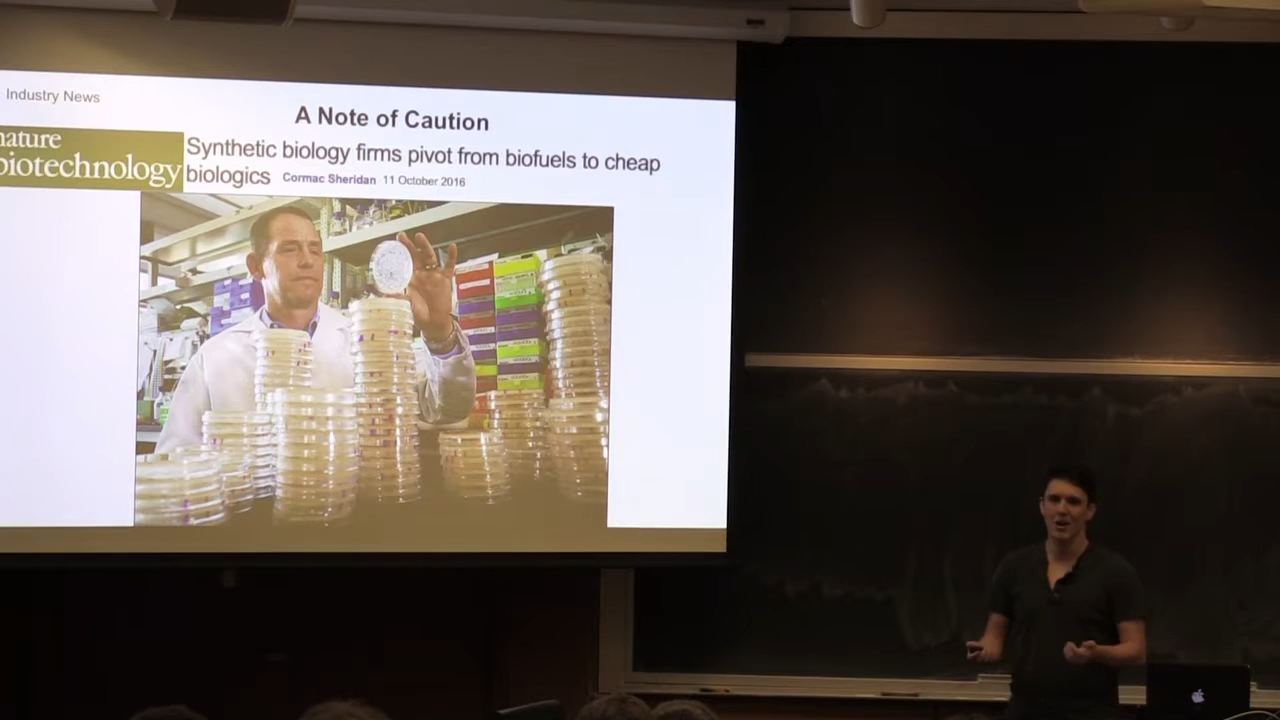 Industry News
A Note of Caution
nature
biotechnology
Synthetic biology firms pivot from biofuels to cheap
biologics Cormac Sheridan 11 October 2016